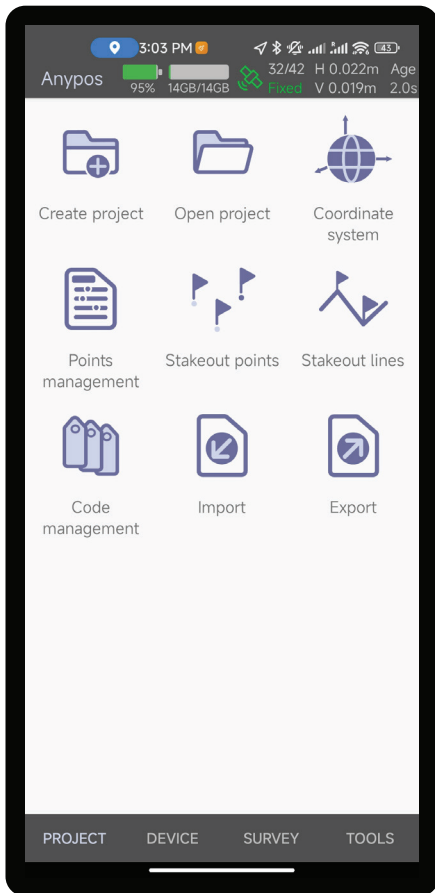 3:03 PM
43
Anypos
95%
14GB/14GB
32/42
Fixed
H 0.022m
V 0.019m
Age
2.0s
Create project
Open project
Coordinate
system
Points
management
Stakeout points
Stakeout lines
Code
management
Import
Export
PROJECT
DEVICE
SURVEY
TOOLS